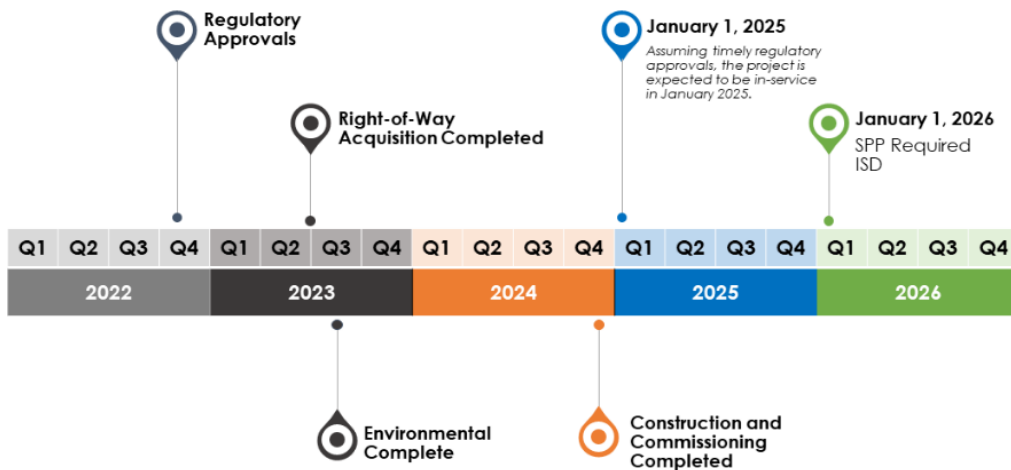 Regulatory
Approvals
January 1, 2025
Assuming timely regulatory
approvals, the project is
expected to be in-service
in January 2025.
Right-of-Way
Acquisition Completed
January 1, 2026
SPP Required
ISD
Q1 Q2 Q3 Q4 Q1 Q2 Q3 Q4 Q1 Q2 Q3 Q4 Q1 Q2 Q3 Q4 Q1 Q2 Q3 Q4
2022 2023 2024 2025 2026
Environmental
Complete
Construction and
Commissioning
Completed